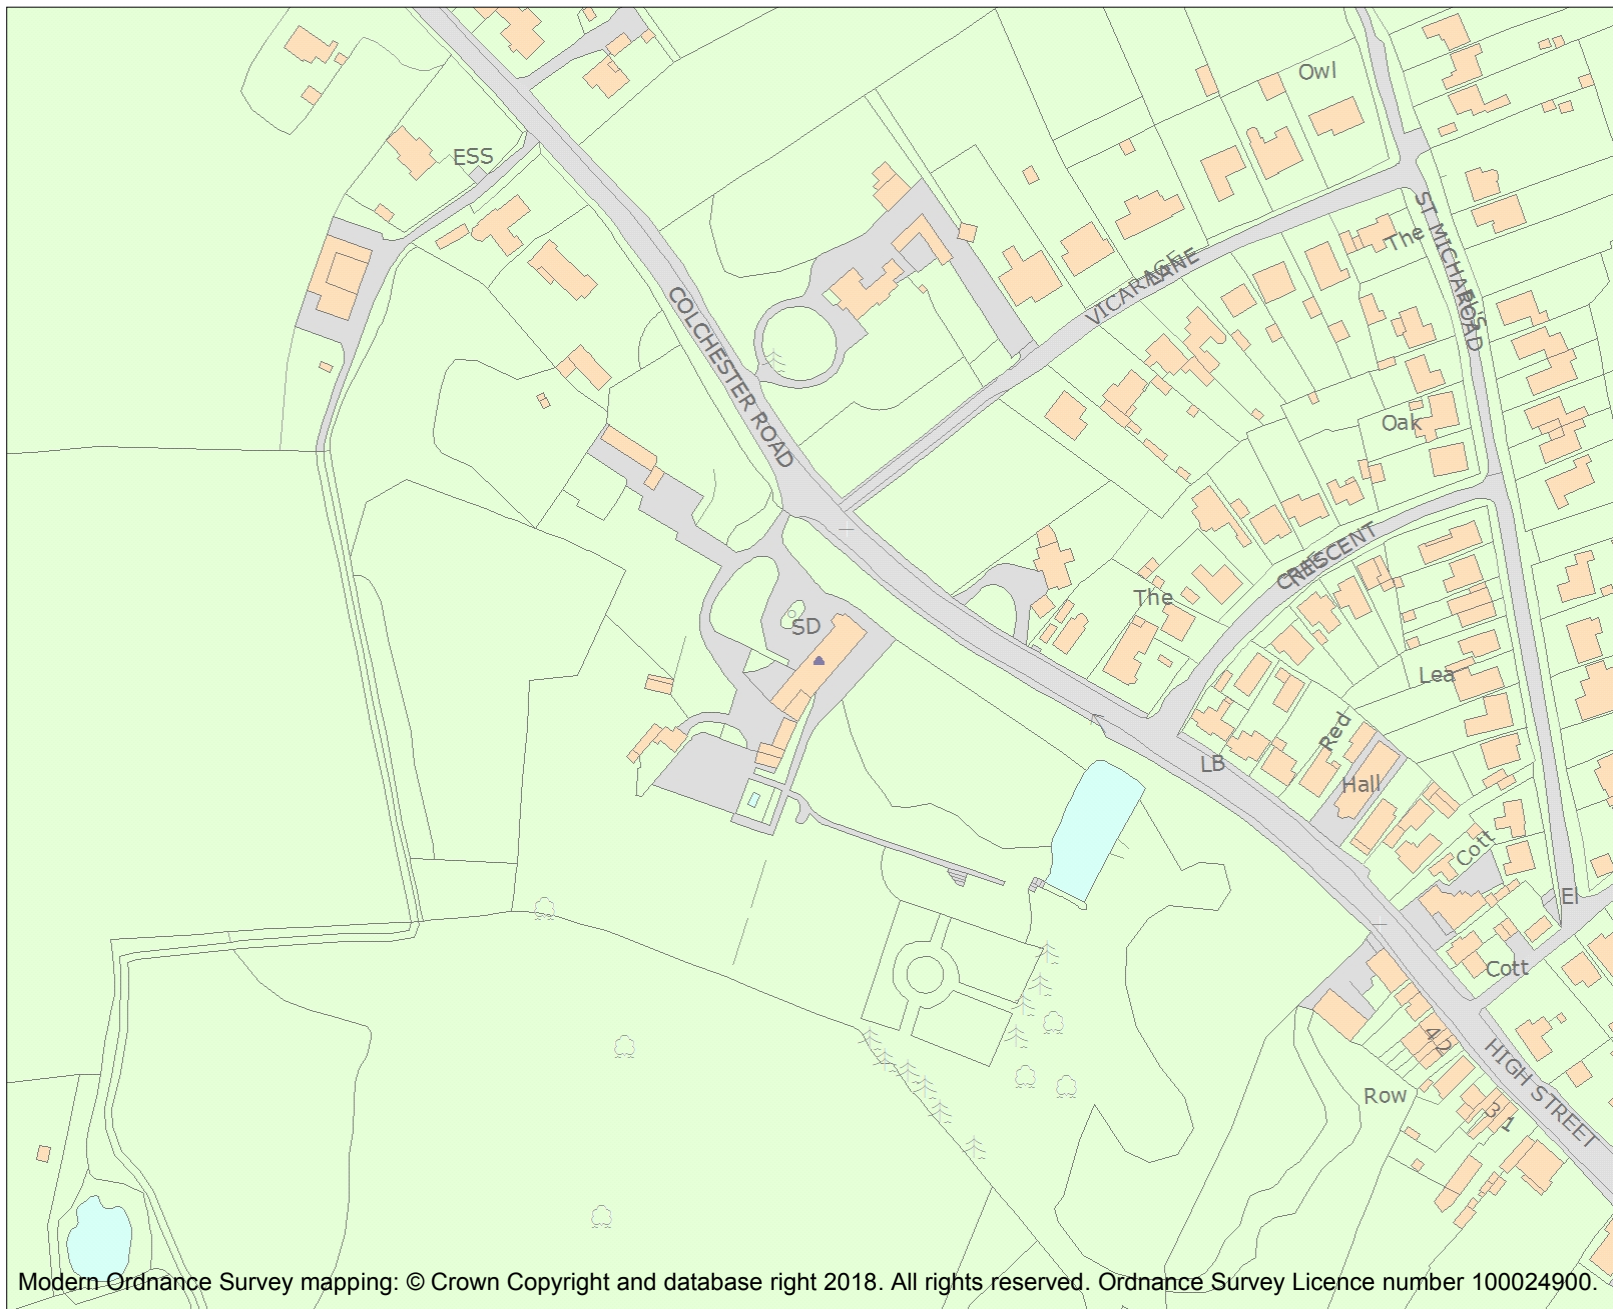 Owl
ESS
ST MICHAEL'S
ROAD
The
VICARAGE
LANE
COLCHESTER ROAD
Oak
CRESCENT
The
SD
Lea
Red
LB
Hall
Cott
El
Cott
42
HIGH STREET
Row
31
Modern Ordnance Survey mapping: © Crown Copyright and database right 2018. All rights reserved. Ordnance Survey Licence number 100024900.